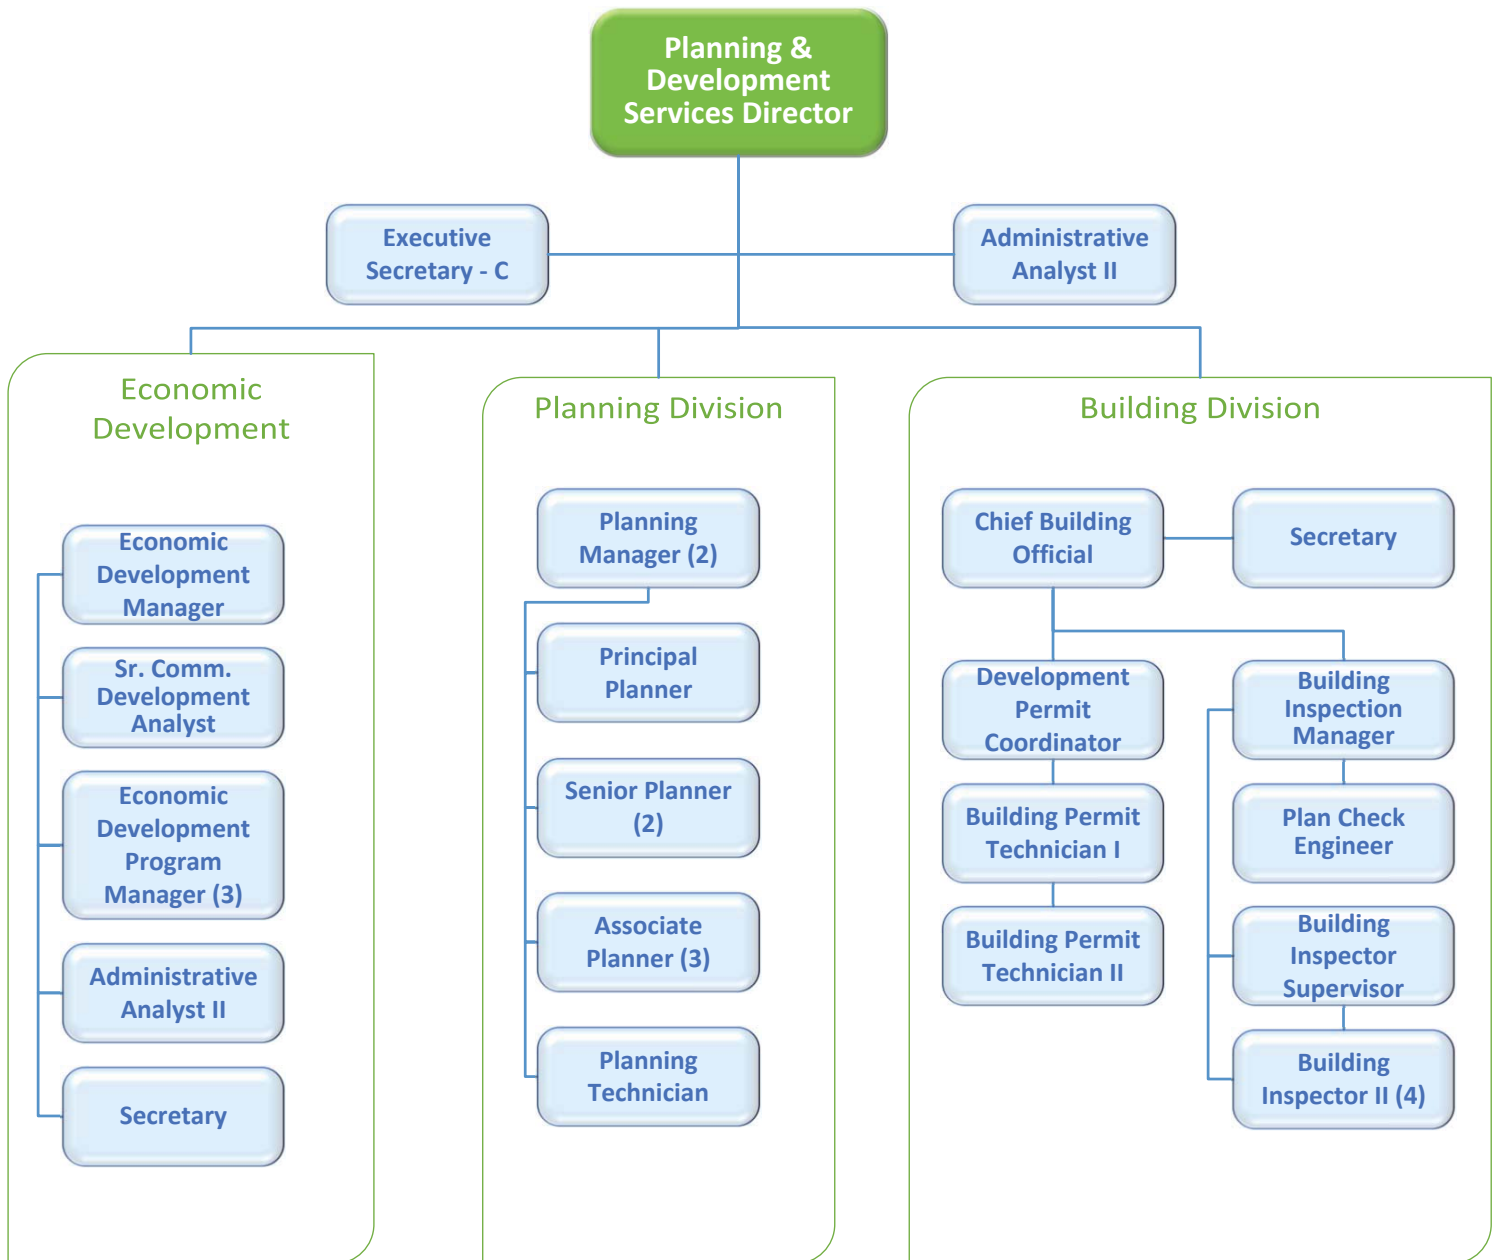 Planning &
Development
Services Director
Executive
Secretary - C
Administrative
Analyst II
Economic
Development
Economic
Development
Manager
Sr. Comm.
Development
Analyst
Economic
Development
Program
Manager (3)
Administrative
Analyst II
Secretary
Planning Division
Planning
Manager (2)
Principal
Planner
Senior Planner
(2)
Associate
Planner (3)
Planning
Technician
Building Division
Chief Building
Official
Secretary
Development
Permit
Coordinator
Building Permit
Technician I
Building Permit
Technician II
Building
Inspection
Manager
Plan Check
Engineer
Building
Inspector
Supervisor
Building
Inspector II (4)